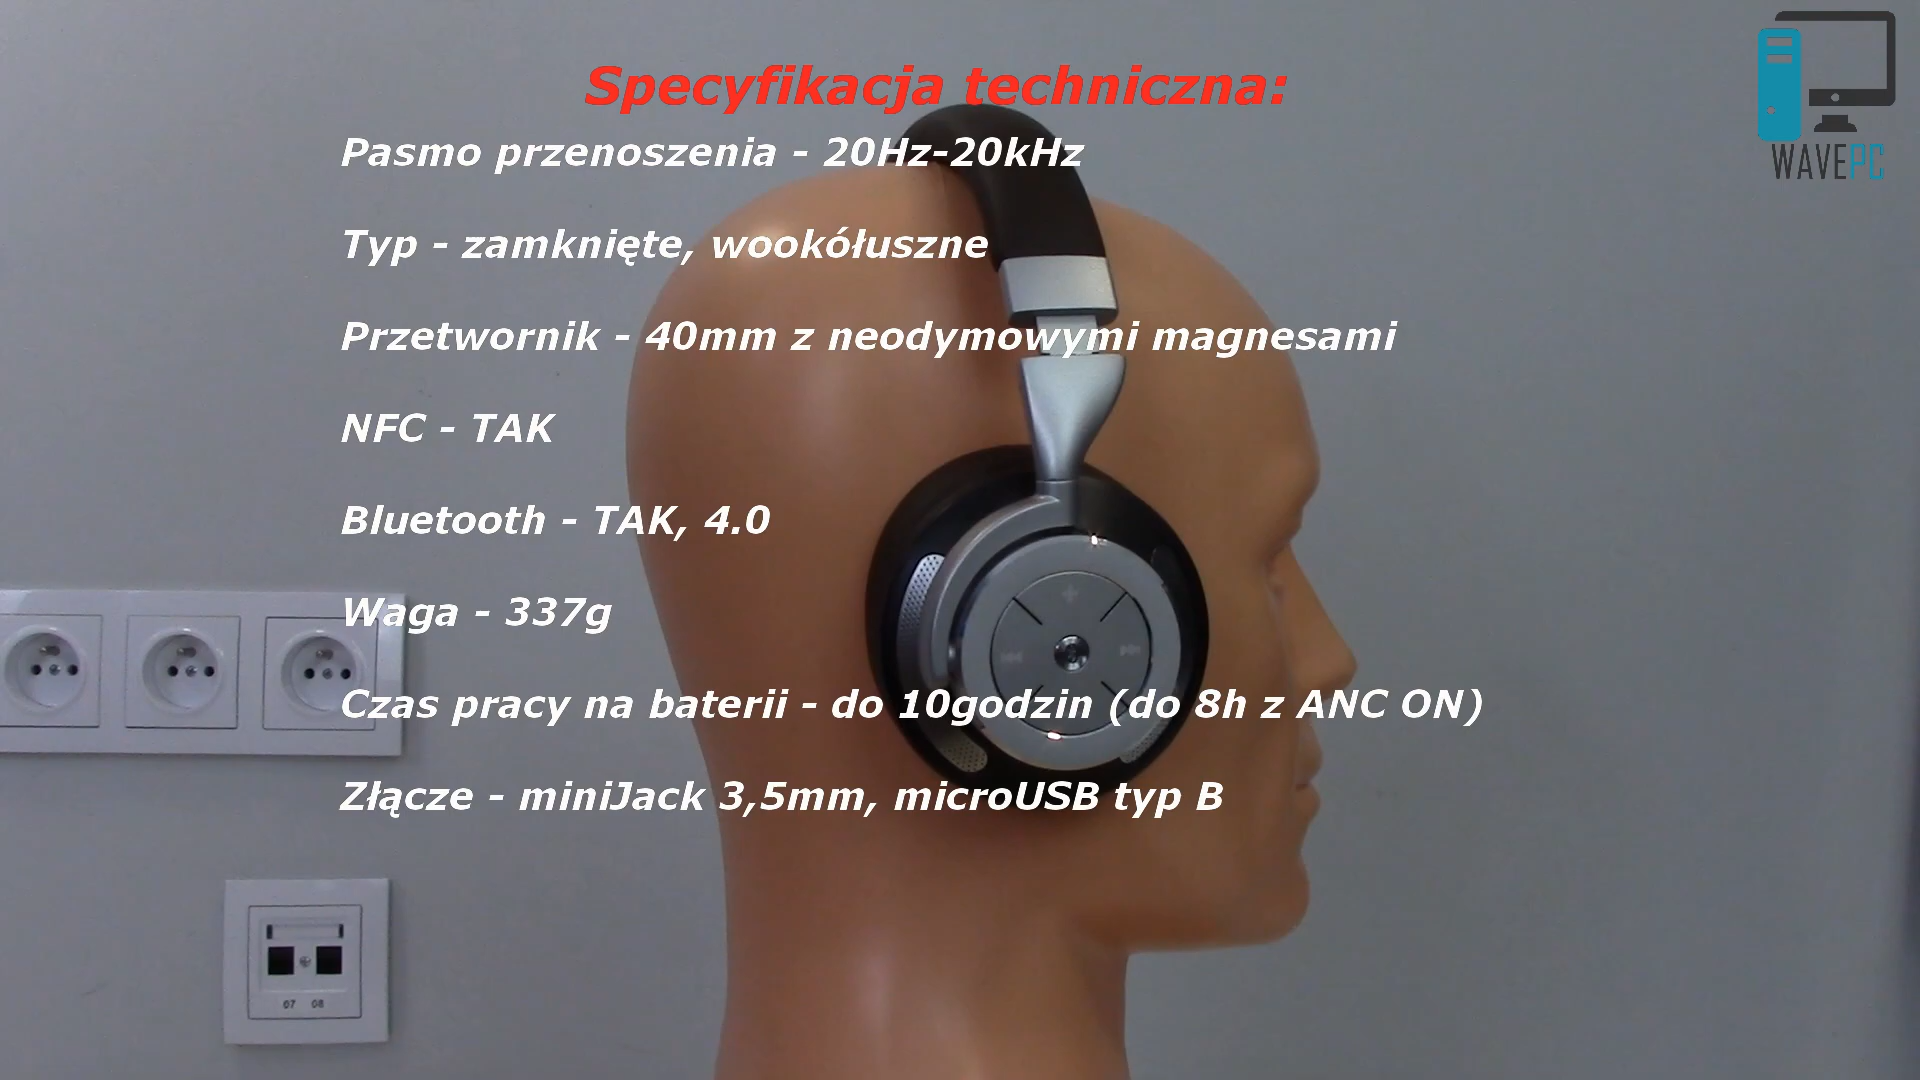 Specyfikacja techniczna:
WAVEPC
Pasmo przenoszenia - 20Hz-20kHz
Typ - zamknięte, wookółuszne
Przetwornik - 40mm z neodymowymi magnesami
NFC - TAK
Bluetooth - TAK, 4.0
Waga - 337g
Czas pracy na baterii - do 10godzin (do 8h z ANC ON)
Złącze - miniJack 3,5mm, microUSB typ B
07 08